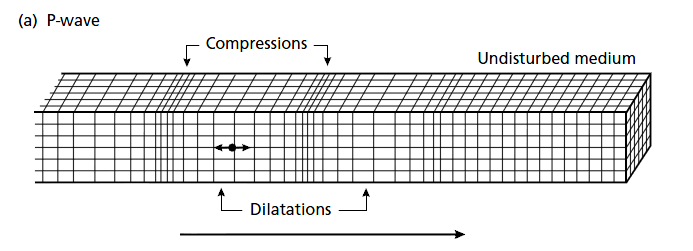 (a) P-wave
Compressions
Undisturbed medium
Dilatations